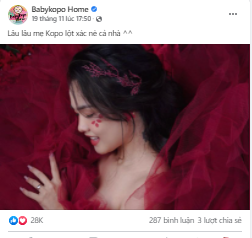 Babykopo Home
19 tháng 11 lúc 17:50
Lâu lâu mẹ Kopo lột xác nè cả nhà ^^
28K
287 bình luận 3 lượt chia sẻ